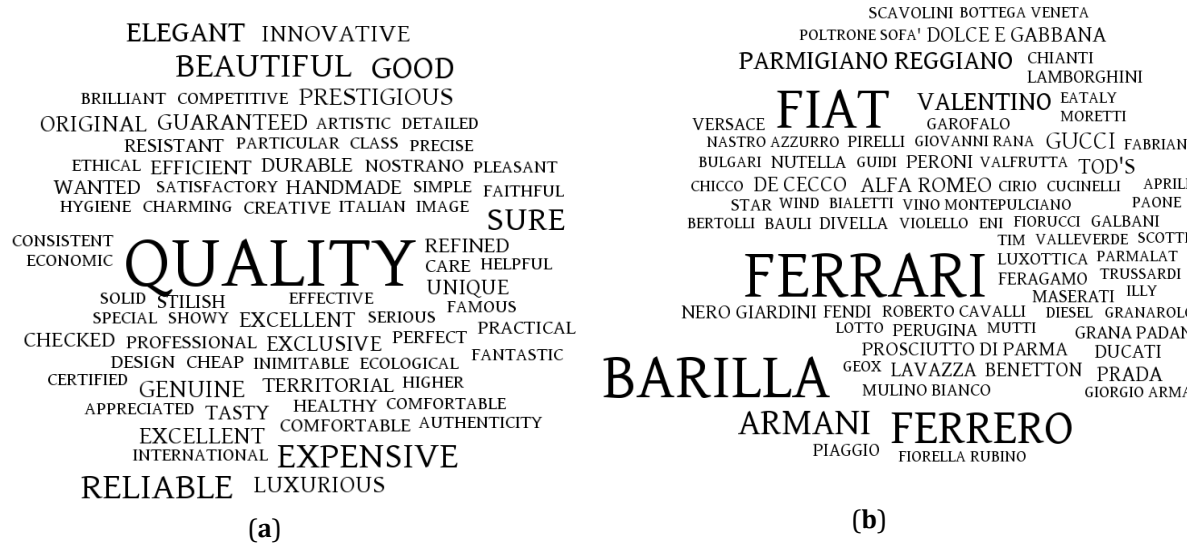 ELEGANT INNOVATIVE
BEAUTIFUL GOOD
BRILLIANT COMPETITIVE PRESTIGIOUS
ORIGINAL GUARANTEED ARTISTIC DETAILED
RESISTANT PARTICULAR CLASS PRECISE
ETHICAL EFFICIENT DURABLE NOSTRANO PLEASANT
WANTED SATISFACTORY HANDMADE SIMPLE FAITHFUL
HYGIENE CHARMING CREATIVE ITALIAN IMAGE
SURE
CONSISTENT
ECONOMIC
QUALITY
REFINED
CARE HELPFUL
UNIQUE
SOLID STILISH EFFECTIVE FAMOUS
SPECIAL SHOWY EXCELLENT SERIOUS
PRACTICAL
CHECKED PROFESSIONAL EXCLUSIVE PERFECT
FANTASTIC
DESIGN CHEAP INIMITABLE ECOLOGICAL
CERTIFIED GENUINE TERRITORIAL HIGHER
APPRECIATED TASTY HEALTHY COMFORTABLE
EXCELLENT COMFORTABLE AUTHENTICITY
INTERNATIONAL EXPENSIVE
RELIABLE LUXURIOUS
(a)
SCAVOLINI BOTTEGA VENETA
POLTRONE SOFA' DOLCE E GABBANA
PARMIGIANO REGGIANO CHIANTI
LAMBORGHINI
FIAT VALENTINO EATALY
VERSACE GAROFALO MORETTI
NASTRO AZZURRO PIRELLI GIOVANNI RANA GUCCI FABRIAN
BULGARI NUTELLA GUIDI PERONI VALFRUTTA TOD'S
CHICCO DE CECCO ALFA ROMEO CIRIO CUCINELLI APRILI
STAR WIND BIALETTI VINO MONTEPULCIANO PAONE
BERTOLLI BAULI DIVELLA VIOLELLO ENI FIORUCCI GALBANI
TIM VALLEVERDE SCOTTI
FERRARI
LUXOTTICA PARMALAT
FERAGAMO TRUSSARDI
MASERATI ILLY
NERO GIARDINI FENDI ROBERTO CAVALLI DIESEL GRANAROLO
LOTTO PERUGINA MUTTI GRANA PADAN
PROSCIUTTO DI PARMA DUCATI
BARILLA
GEOX LAVAZZA BENETTON PRADA
MULINO BIANCO GIORGIO ARMA
ARMANI FERRERO
PIAGGIO FIORELLA RUBINO
(b)